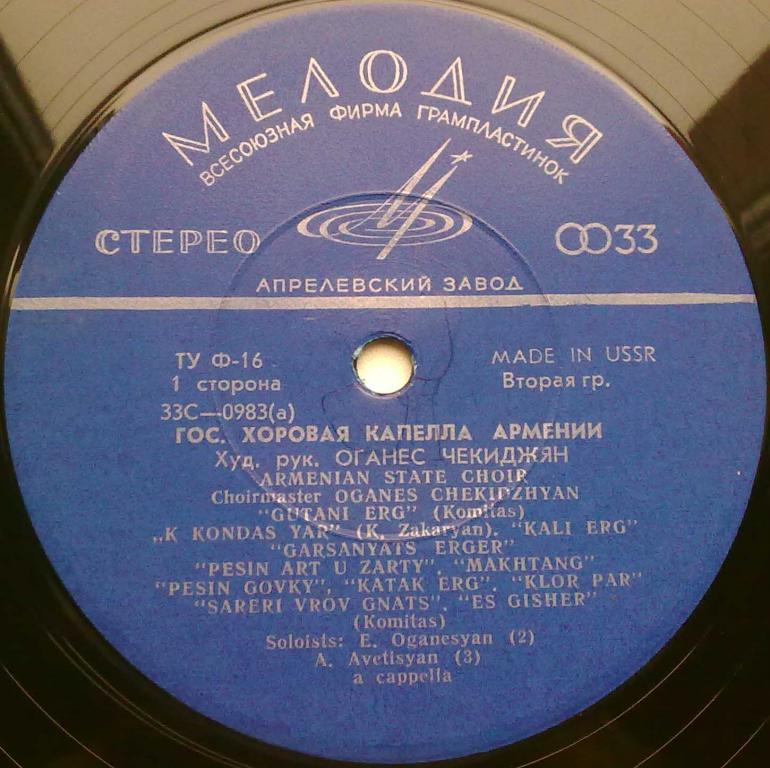 МЕЛОДИЯ
ВСЕСОЮЗНАЯ ФИРМА ГРАМПЛАСТИНОК
СТЕРЕО
33
АПРЕЛЕВСКИЙ ЗАВОД
ТУ Ф-16
MADE IN USSR
1 сторона
Вторая гр.
33С—0983(а)
ГОС. ХОРОВАЯ КАПЕЛЛА АРМЕНИИ
Худ. рук. ОГАНЕС ЧЕКИДЖЯН
ARMENIAN STATE CHOIR
Choirmaster OGANES CHEKIDZHYAN
"GUTANI ERG" (Komitas)
„K KONDAS YAR" (K. Zakaryan). "KALI ERG"
"GARSANYATS ERGER"
"PESIN ART U ZARTY". "MAKHTANG"
"PESIN GOVKY", "KATAK ERG". "KLOR PAR"
"SARERI VROV GNATS". "ES GISHER"
(Komitas)
Soloists: E. Oganesyan (2)
A. Avetisyan (3)
a cappella